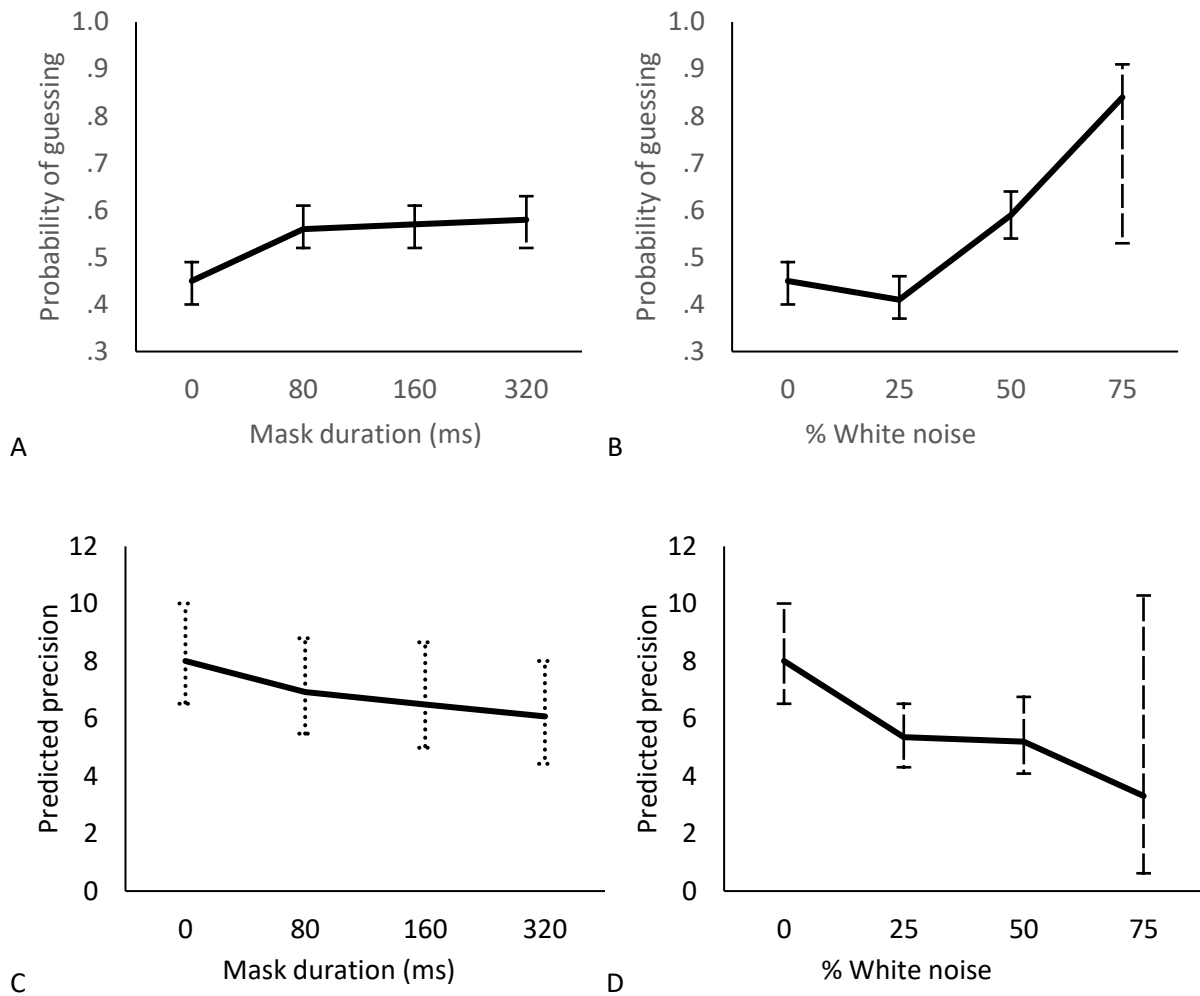 Probability of guessing
1.0
.9
.8
.7
.6
.5
.4
.3
0 80 160 320
Mask duration (ms)
A
Probability of guessing
1.0
.9
.8
.7
.6
.5
.4
.3
0 25 50 75
% White noise
B
Predicted precision
12
10
8
6
4
2
0
0 80 160 320
Mask duration (ms)
C
Predicted precision
12
10
8
6
4
2
0
0 25 50 75
% White noise
D